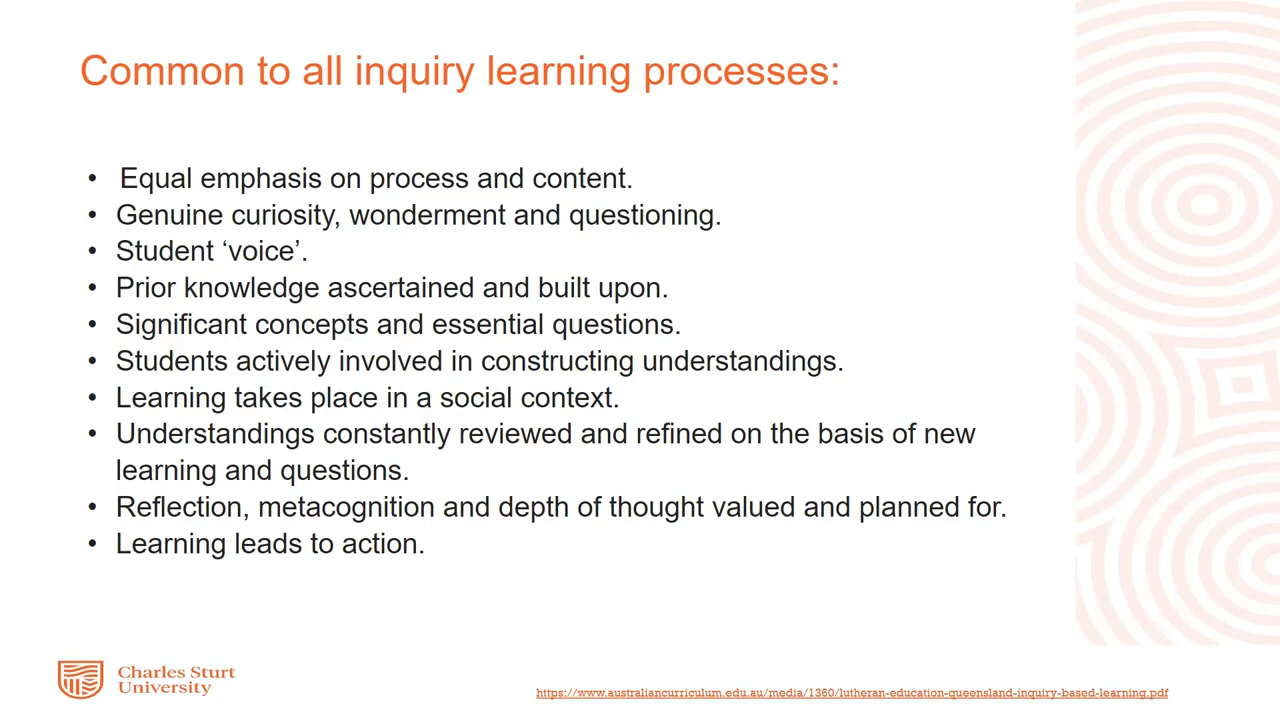 Common to all inquiry learning processes:
• Equal emphasis on process and content.
• Genuine curiosity, wonderment and questioning.
• Student ‘voice’.
• Prior knowledge ascertained and built upon.
• Significant concepts and essential questions.
• Students actively involved in constructing understandings.
• Learning takes place in a social context.
• Understandings constantly reviewed and refined on the basis of new
learning and questions.
• Reflection, metacognition and depth of thought valued and planned for.
• Learning leads to action.
Charles Sturt
University
https://www.australiancurriculum.edu.au/media/1360/lutheran-education-queensland-inquiry-based-learning.pdf